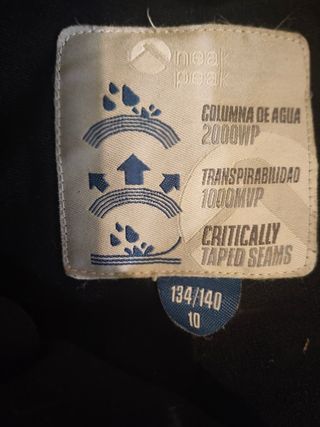 neak
peak
COLUMNA DE AGUA
2000WP
TRANSPIRABILIDAD
1000MVP
CRITICALLY
TAPED SEAMS
134/140
10